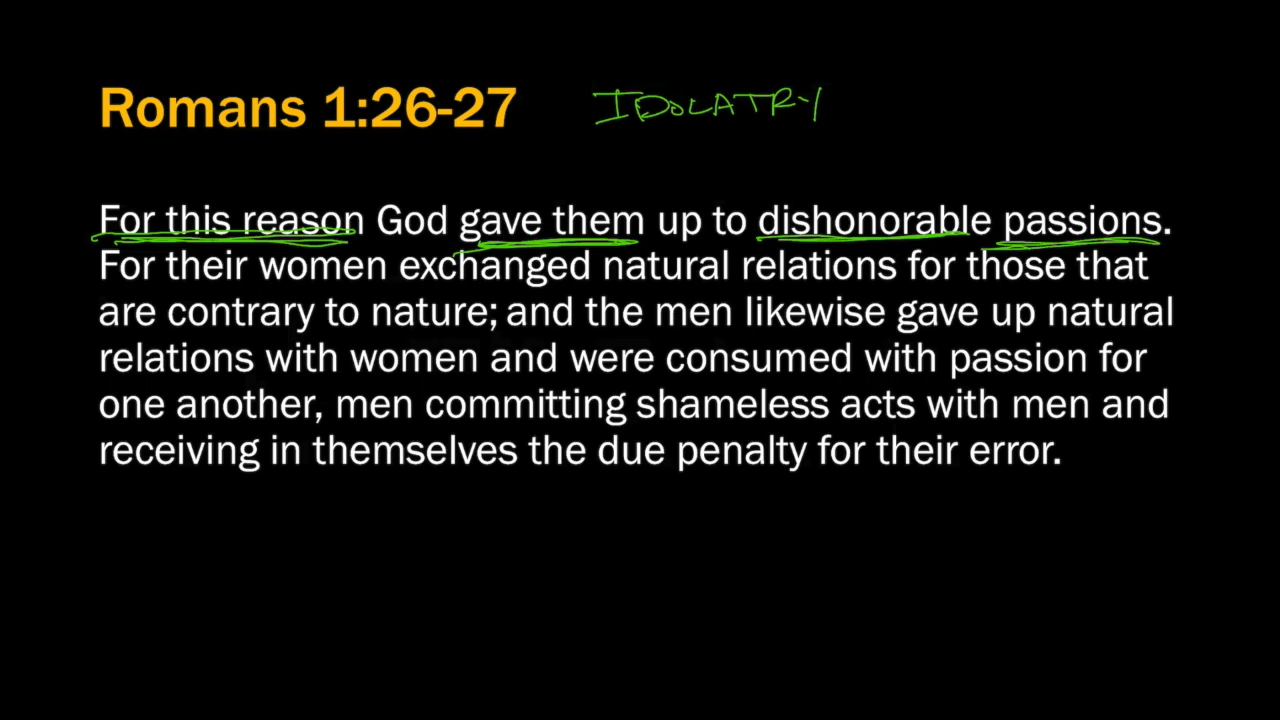 Romans 1:26-27 IDOLATRY
For this reason God gave them up to dishonorable passions.
For their women exchanged natural relations for those that
are contrary to nature; and the men likewise gave up natural
relations with women and were consumed with passion for
one another, men committing shameless acts with men and
receiving in themselves the due penalty for their error.